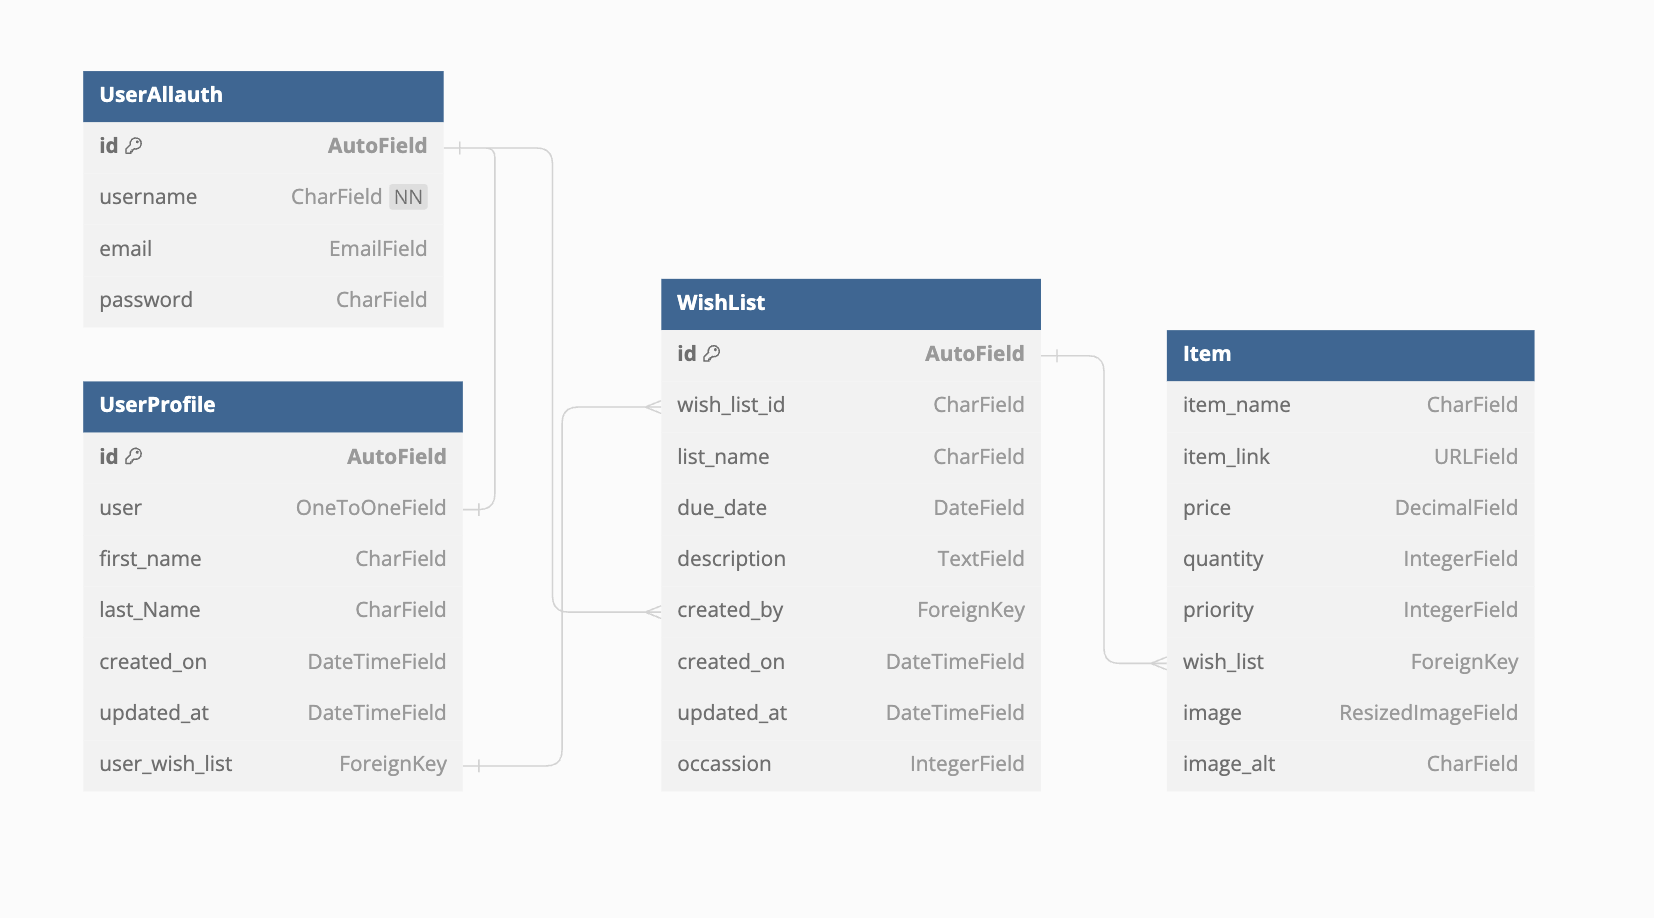 UserAllauth
id AutoField
username CharField NN
email EmailField
password CharField
UserProfile
id AutoField
user OneToOneField
first_name CharField
last_Name CharField
created_on DateTimeField
updated_at DateTimeField
user_wish_list ForeignKey
WishList
id AutoField
wish_list_id CharField
list_name CharField
due_date DateField
description TextField
created_by ForeignKey
created_on DateTimeField
updated_at DateTimeField
occassion IntegerField
Item
item_name CharField
item_link URLField
price DecimalField
quantity IntegerField
priority IntegerField
wish_list ForeignKey
image ResizedImageField
image_alt CharField